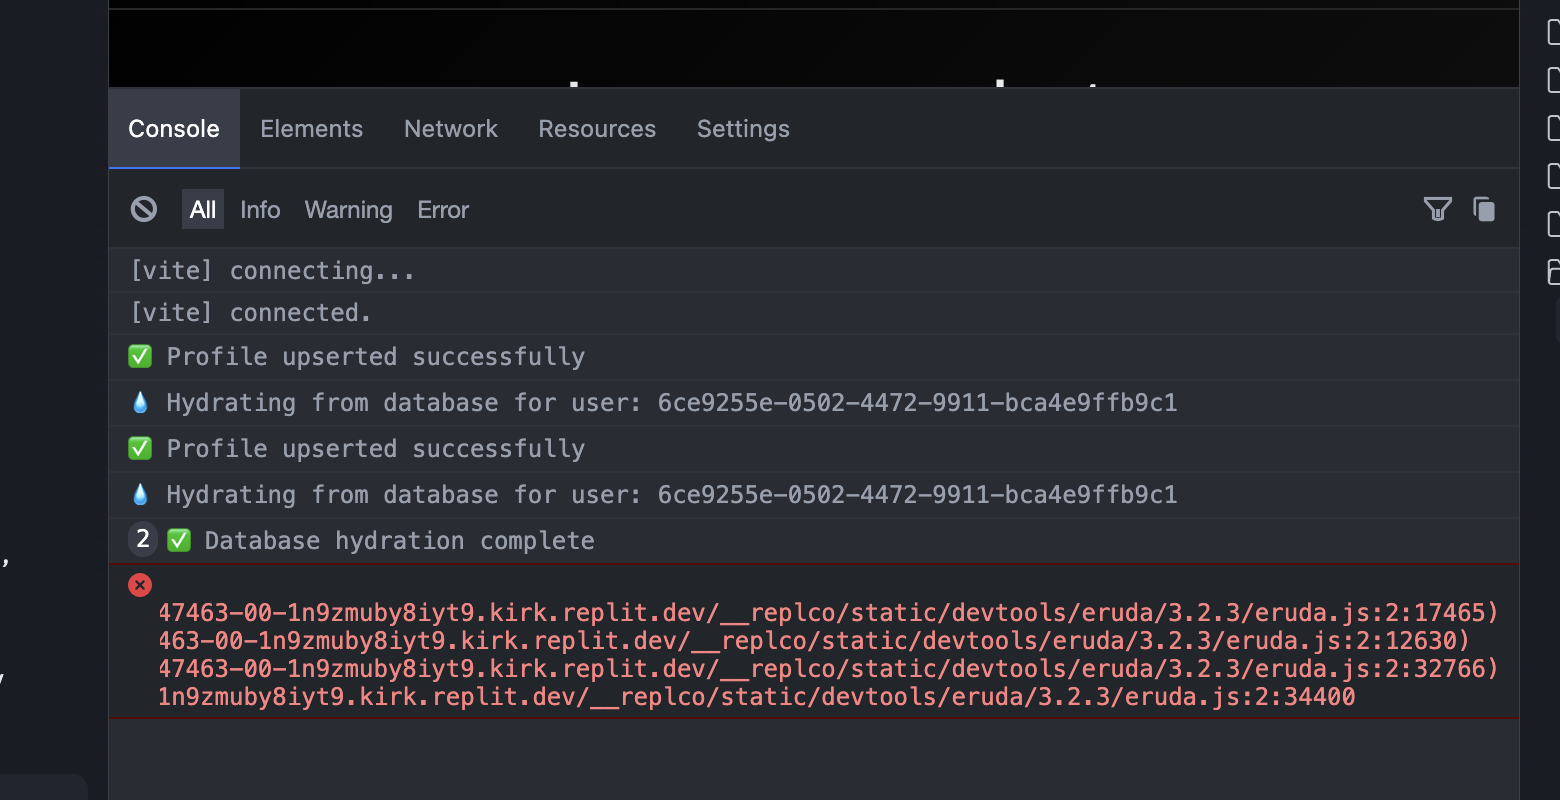 Console Elements Network Resources Settings
All Info Warning Error
[vite] connecting...
[vite] connected.
✅ Profile upserted successfully
💧 Hydrating from database for user: 6ce9255e-0502-4472-9911-bca4e9ffb9c1
✅ Profile upserted successfully
💧 Hydrating from database for user: 6ce9255e-0502-4472-9911-bca4e9ffb9c1
2 ✅ Database hydration complete
47463-00-1n9zmuby8iyt9.kirk.replit.dev/__replco/static/devtools/eruda/3.2.3/eruda.js:2:17465)
463-00-1n9zmuby8iyt9.kirk.replit.dev/__replco/static/devtools/eruda/3.2.3/eruda.js:2:12630)
47463-00-1n9zmuby8iyt9.kirk.replit.dev/__replco/static/devtools/eruda/3.2.3/eruda.js:2:32766)
1n9zmuby8iyt9.kirk.replit.dev/__replco/static/devtools/eruda/3.2.3/eruda.js:2:34400